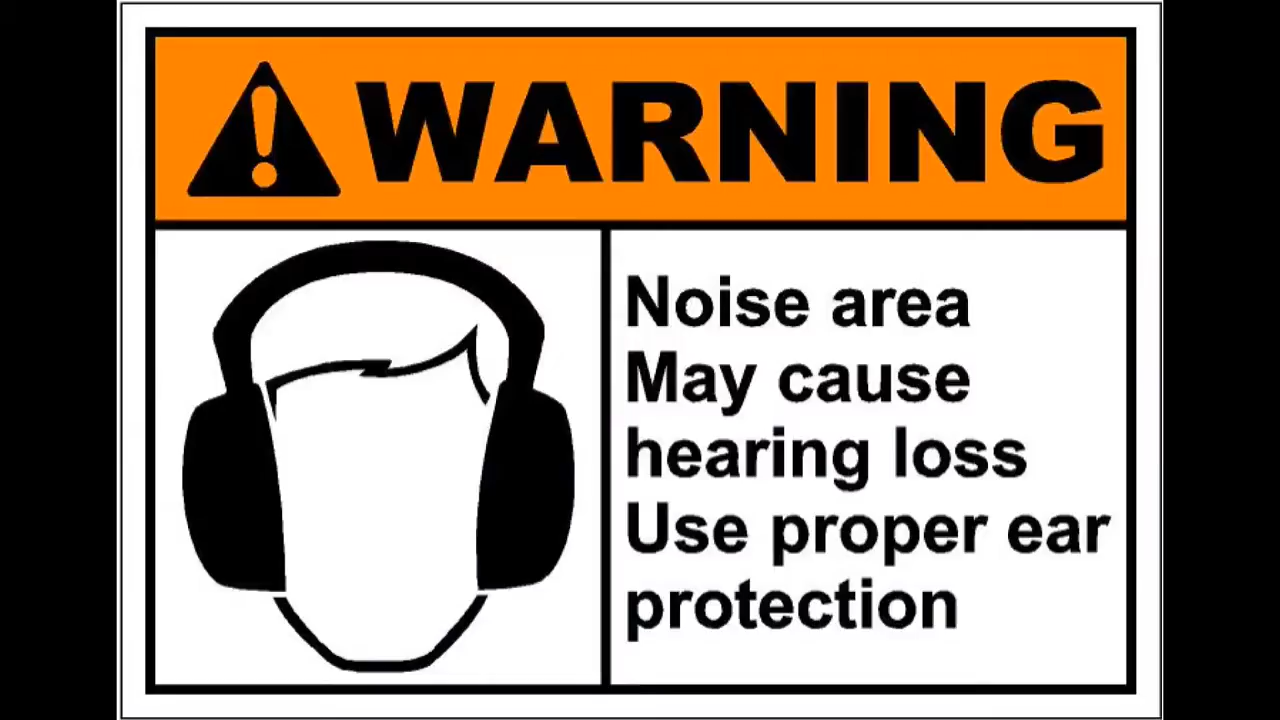 WARNING
Noise area
May cause
hearing loss
Use proper ear
protection